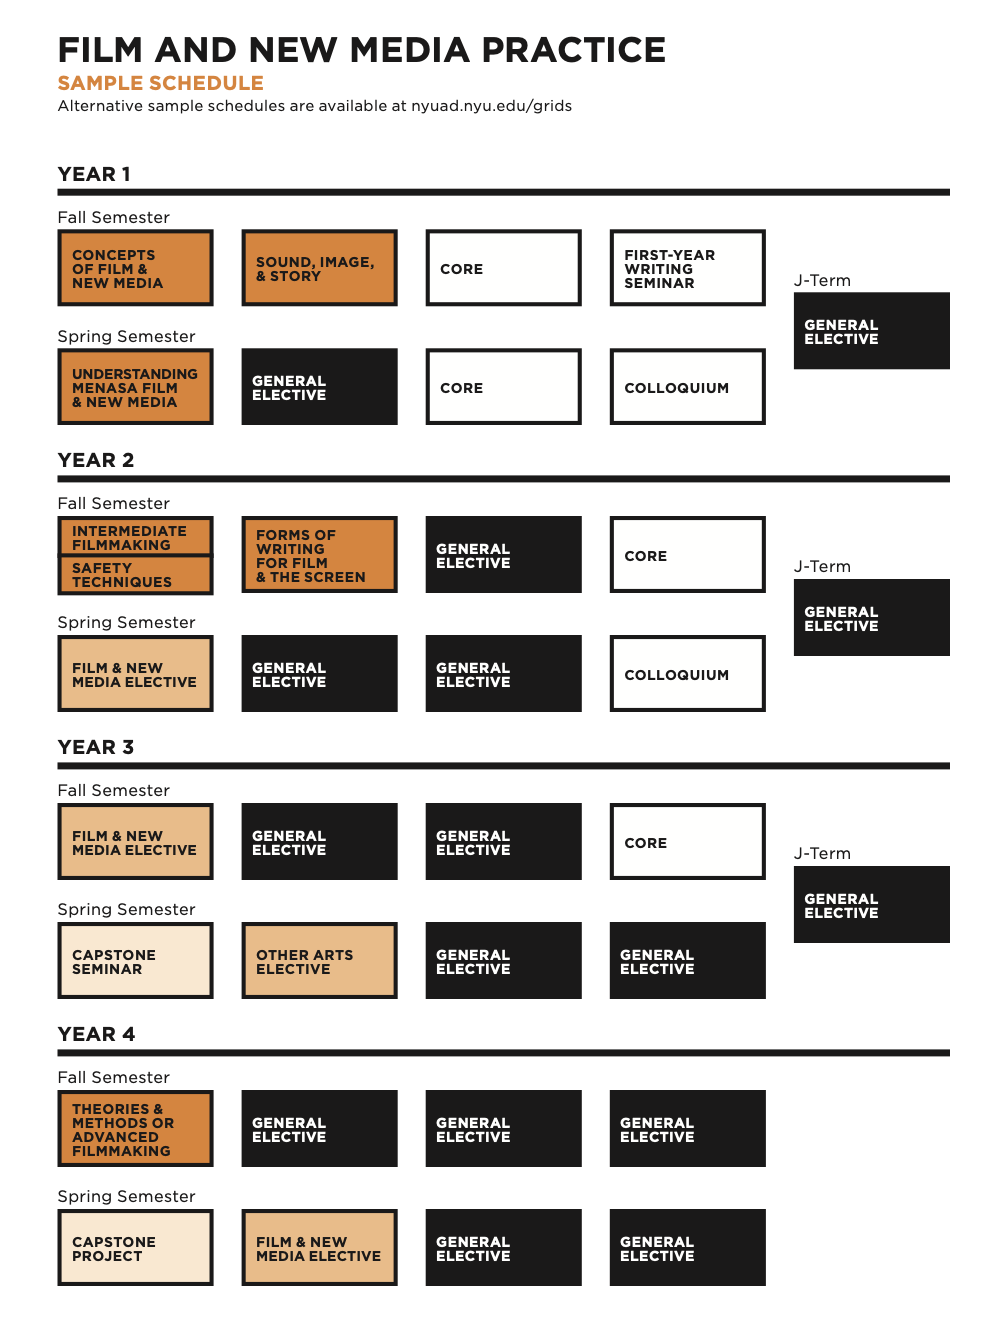 FILM AND NEW MEDIA PRACTICE
SAMPLE SCHEDULE
Alternative sample schedules are available at nyuad.nyu.edu/grids
YEAR 1
Fall Semester
CONCEPTS
OF FILM &
NEW MEDIA
SOUND, IMAGE,
& STORY
CORE
FIRST-YEAR
WRITING
SEMINAR
J-Term
GENERAL
ELECTIVE
Spring Semester
UNDERSTANDING
MENASA FILM
& NEW MEDIA
GENERAL
ELECTIVE
CORE
COLLOQUIUM
YEAR 2
Fall Semester
INTERMEDIATE
FILMMAKING
SAFETY
TECHNIQUES
FORMS OF
WRITING
FOR FILM
& THE SCREEN
GENERAL
ELECTIVE
CORE
J-Term
GENERAL
ELECTIVE
Spring Semester
FILM & NEW
MEDIA ELECTIVE
GENERAL
ELECTIVE
GENERAL
ELECTIVE
COLLOQUIUM
YEAR 3
Fall Semester
FILM & NEW
MEDIA ELECTIVE
GENERAL
ELECTIVE
GENERAL
ELECTIVE
CORE
J-Term
GENERAL
ELECTIVE
Spring Semester
CAPSTONE
SEMINAR
OTHER ARTS
ELECTIVE
GENERAL
ELECTIVE
GENERAL
ELECTIVE
YEAR 4
Fall Semester
THEORIES &
METHODS OR
ADVANCED
FILMMAKING
GENERAL
ELECTIVE
GENERAL
ELECTIVE
GENERAL
ELECTIVE
Spring Semester
CAPSTONE
PROJECT
FILM & NEW
MEDIA ELECTIVE
GENERAL
ELECTIVE
GENERAL
ELECTIVE